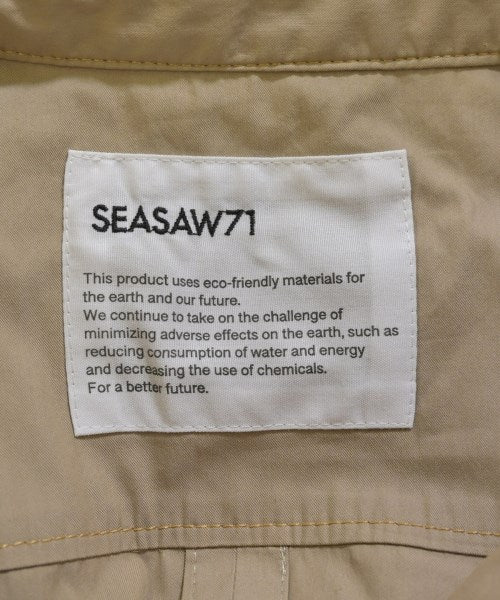 SEASAW71
This product uses eco-friendly materials for
the earth and our future.
We continue to take on the challenge of
minimizing adverse effects on the earth, such as
reducing consumption of water and energy
and decreasing the use of chemicals.
For a better future.